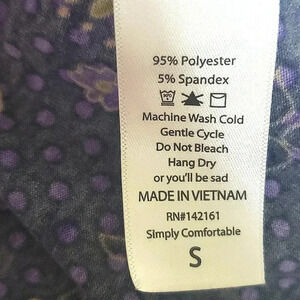 95% Polyester
5% Spandex
Machine Wash Cold
Gentle Cycle
Do Not Bleach
Hang Dry
or you'll be sad
MADE IN VIETNAM
RN#142161
Simply Comfortable
S